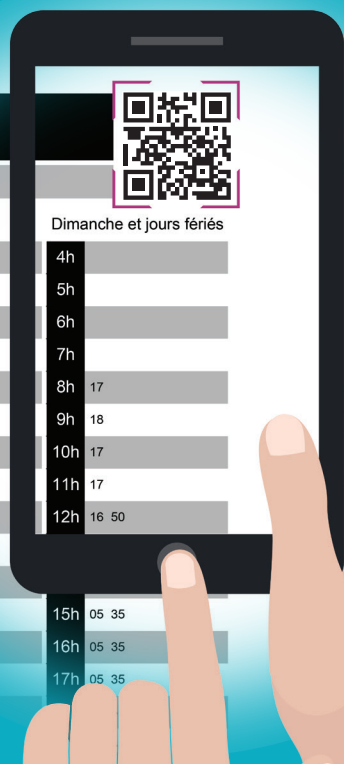 Dimanche et jours fériés
4h
5h
6h
7h
8h 17
9h 18
10h 17
11h 17
12h 16 50
15h 05 35
16h 05 35
17h 05 35